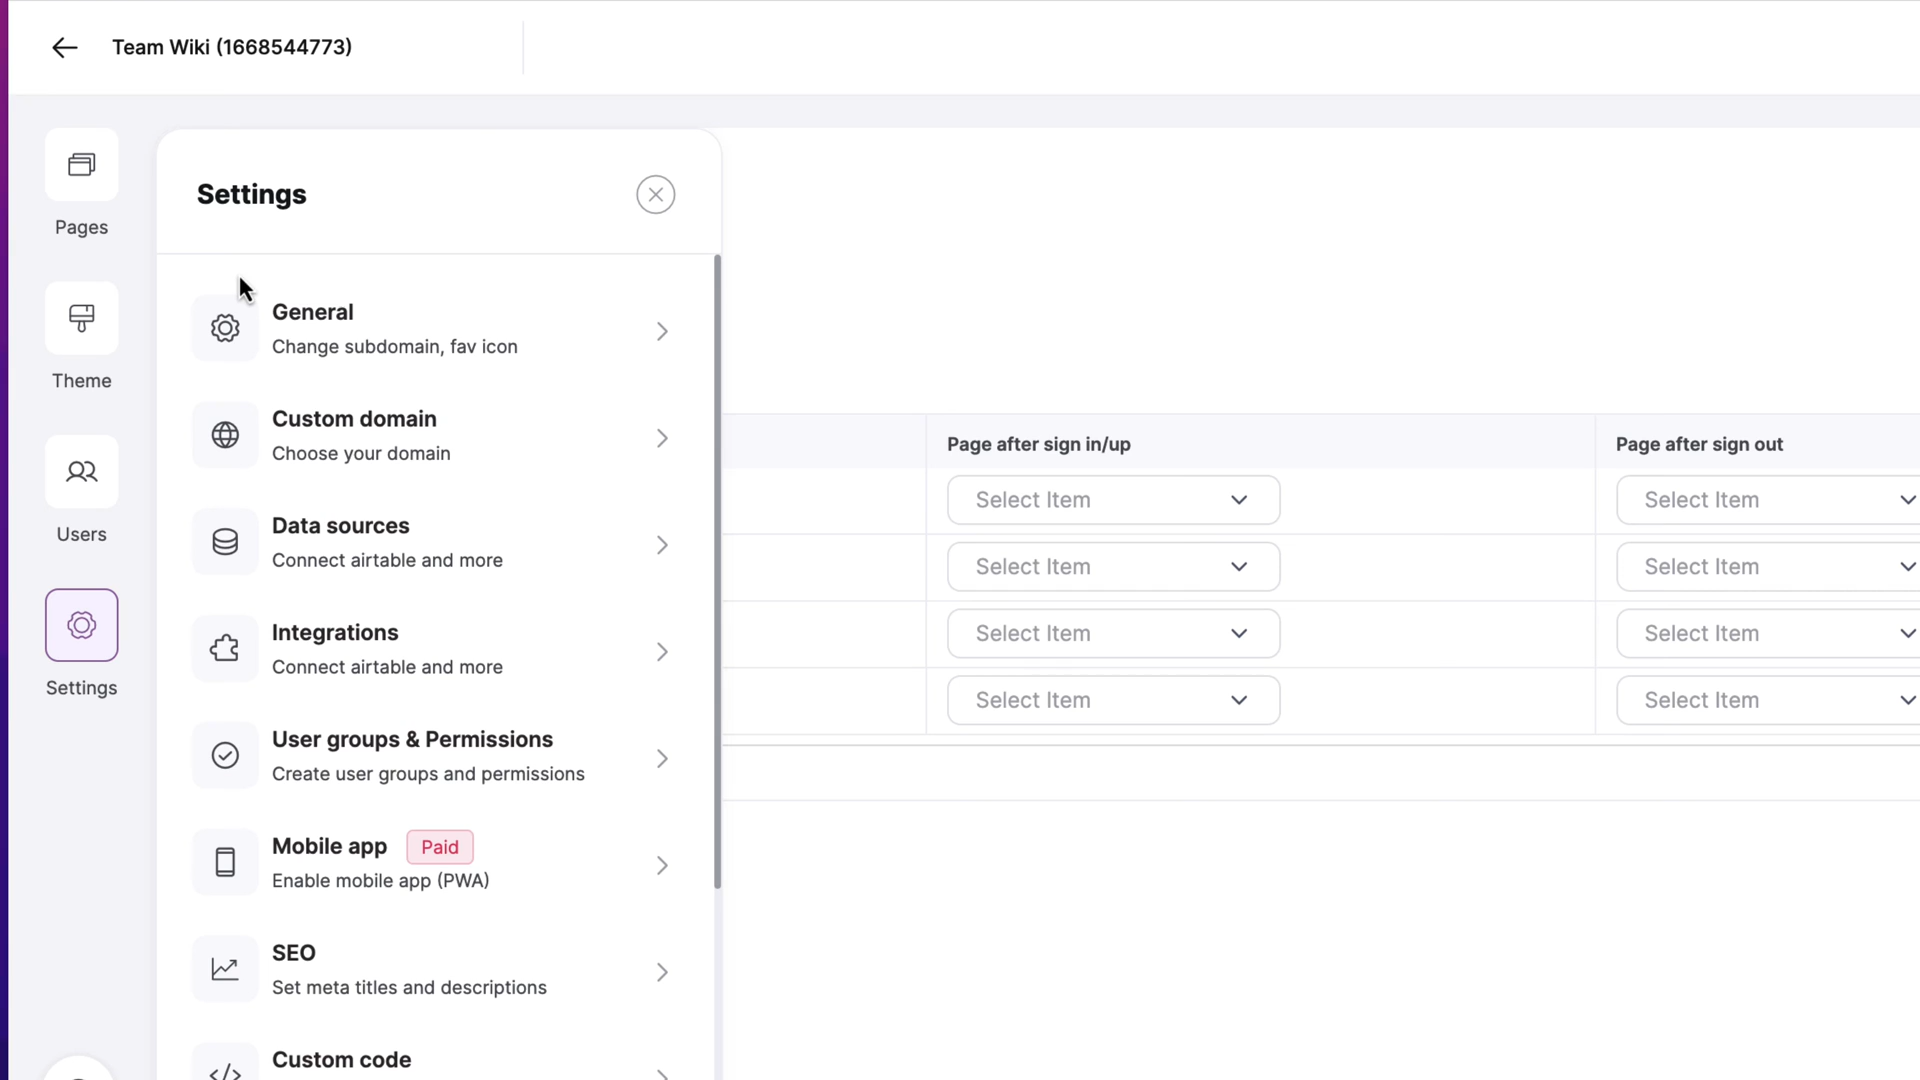 Team Wiki (1668544773)
Pages
Theme
Users
Settings
Settings
General
Change subdomain, fav icon
Custom domain
Choose your domain
Data sources
Connect airtable and more
Integrations
Connect airtable and more
User groups & Permissions
Create user groups and permissions
Mobile app Paid
Enable mobile app (PWA)
SEO
Set meta titles and descriptions
Custom code
Page after sign in/up Page after sign out
Select Item Select Item
Select Item Select Item
Select Item Select Item
Select Item Select Item